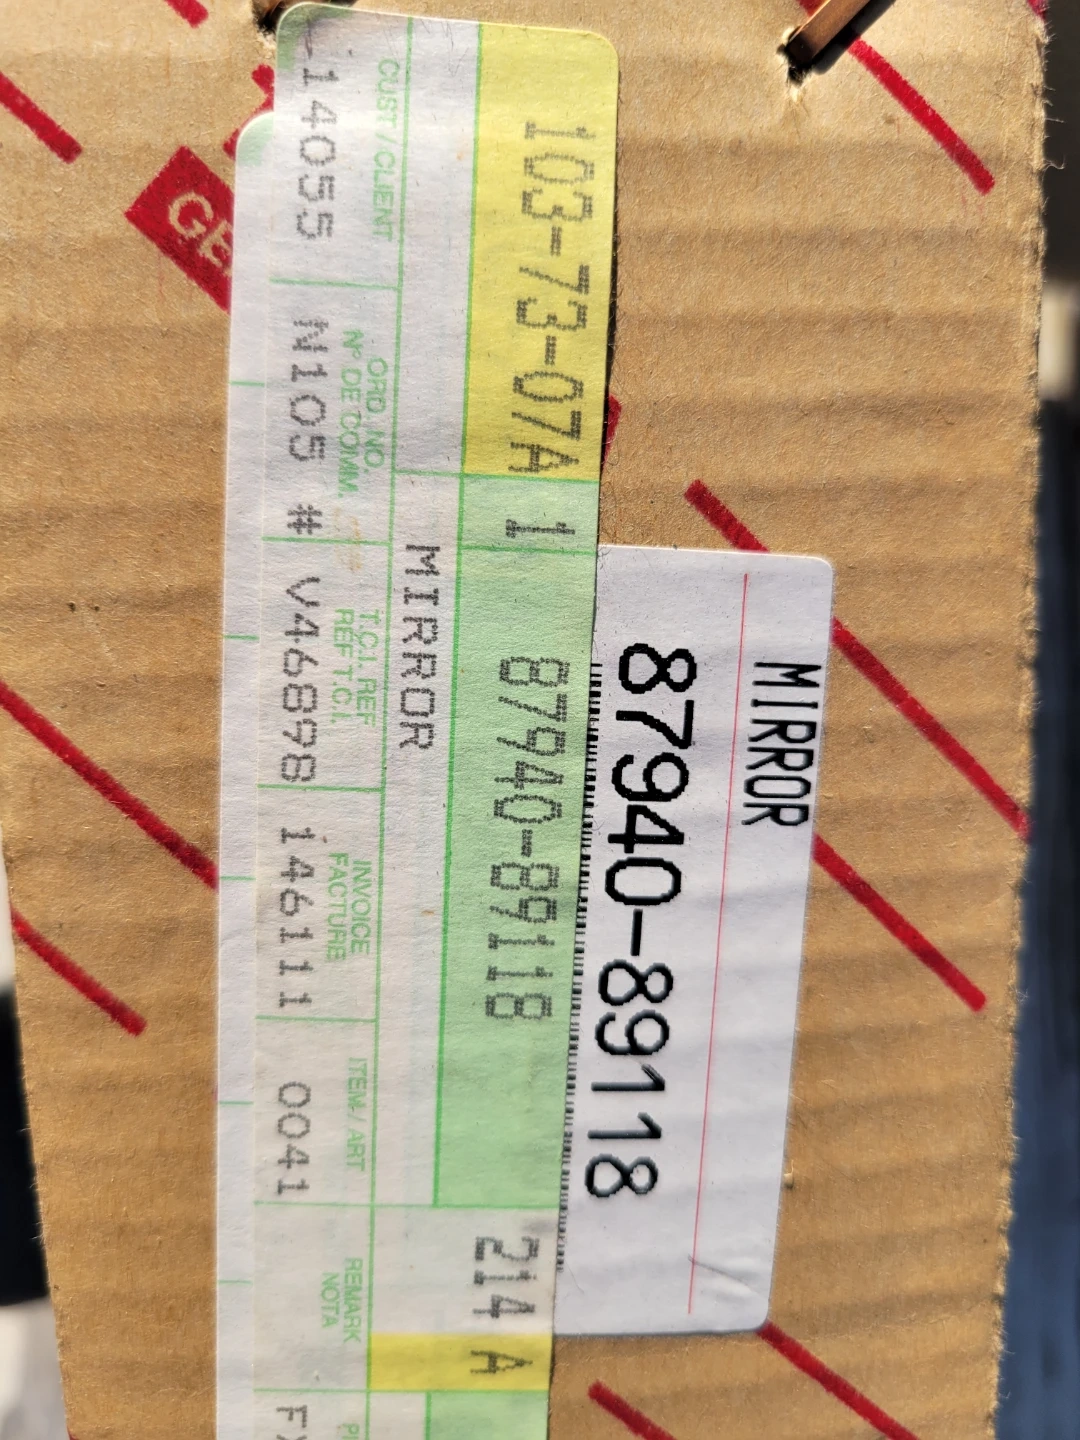 MIRROR
87940-89118
103-73-07A 1 87940-89118 214 A
MIRROR
CUST/CLIENT
ORD. NO.
Nº DE COMM.
T.C.I. REF
REF T.C.I.
INVOICE
FACTURE
ITEM / ART
REMARK
NOTA
-14055 N105 # V46898 146111 0041
GE